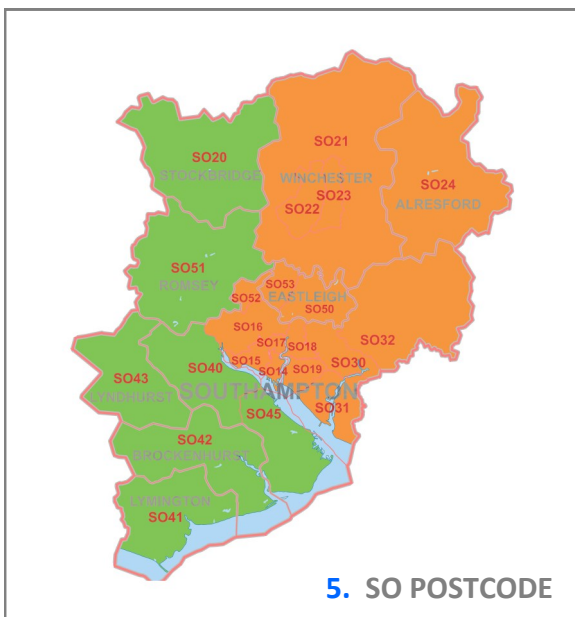 SO21
SO20
STOCKBRIDGE
WINCHESTER
SO24
SO23
SO22
ALRESFORD
SO51
ROMSEY
SO53
SO52
EASTLEIGH
SO50
SO16
SO17
SO18
SO32
SO15
SO30
SO40
SO14
SO19
SO43
SOUTHAMPTON
LYNDHURST
SO31
SO45
SO42
BROCKENHURST
LYMINGTON
SO41
5. SO POSTCODE